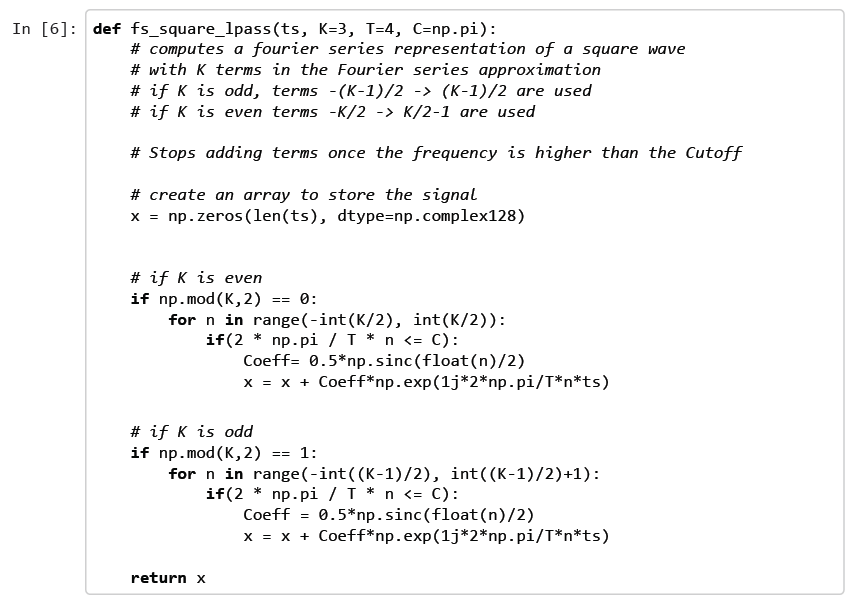 In [6]: def fs_square_lpass(ts, K=3, T=4, C=np.pi):
# computes a fourier series representation of a square wave
# with K terms in the Fourier series approximation
# if K is odd, terms -(K-1)/2 -> (K-1)/2 are used
# if K is even terms -K/2 -> K/2-1 are used
# Stops adding terms once the frequency is higher than the Cutoff
# create an array to store the signal
x = np.zeros(len(ts), dtype=np.complex128)
# if K is even
if np.mod(K,2) == 0:
for n in range(-int(K/2), int(K/2)):
if(2 * np.pi / T * n <= C):
Coeff= 0.5*np.sinc(float(n)/2)
x = x + Coeff*np.exp(1j*2*np.pi/T*n*ts)
# if K is odd
if np.mod(K,2) == 1:
for n in range(-int((K-1)/2), int((K-1)/2)+1):
if(2 * np.pi / T * n <= C):
Coeff = 0.5*np.sinc(float(n)/2)
x = x + Coeff*np.exp(1j*2*np.pi/T*n*ts)
return x